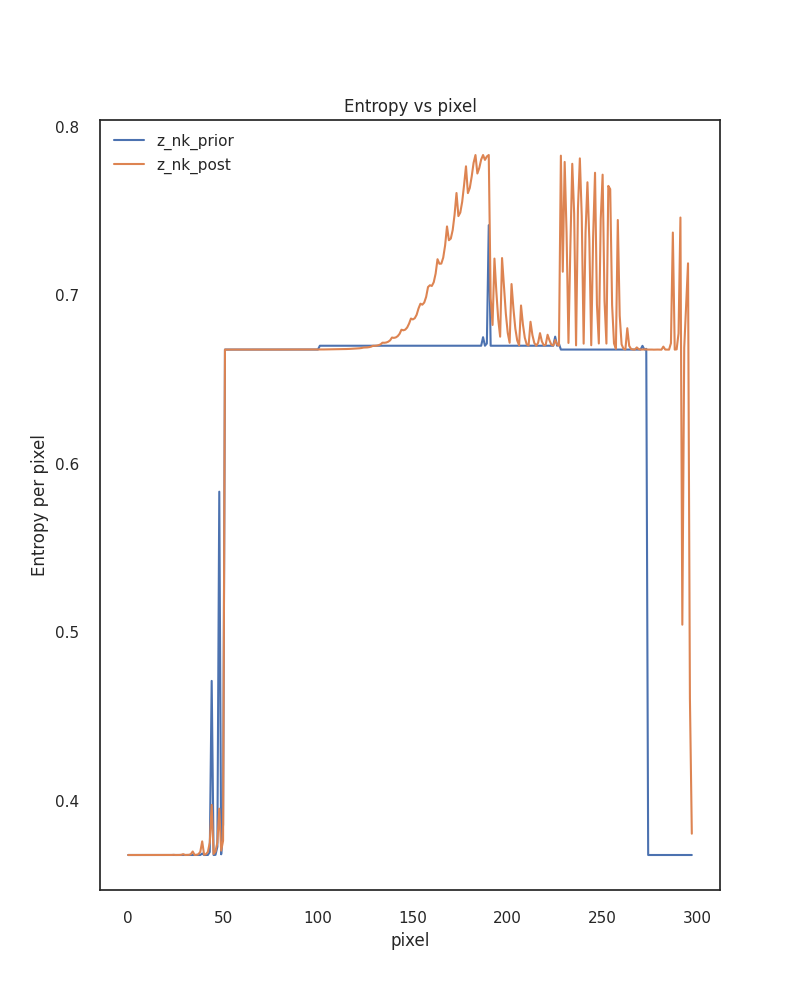 Entropy vs pixel
z_nk_prior
z_nk_post
Entropy per pixel
0.8
0.7
0.6
0.5
0.4
0 50 100 150 200 250 300
pixel